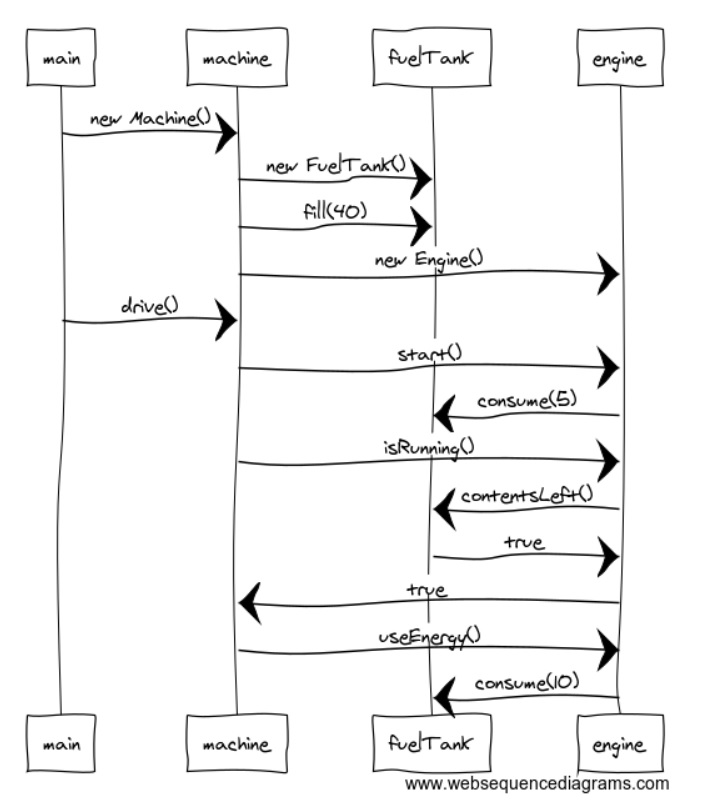 main machine fuelTank engine
new Machine()
new FuelTank()
fill(40)
new Engine()
drive()
start()
consume(5)
isRunning()
contentsLeft()
true
true
useEnergy()
consume(10)
main machine fuelTank engine
www.websequencediagrams.com